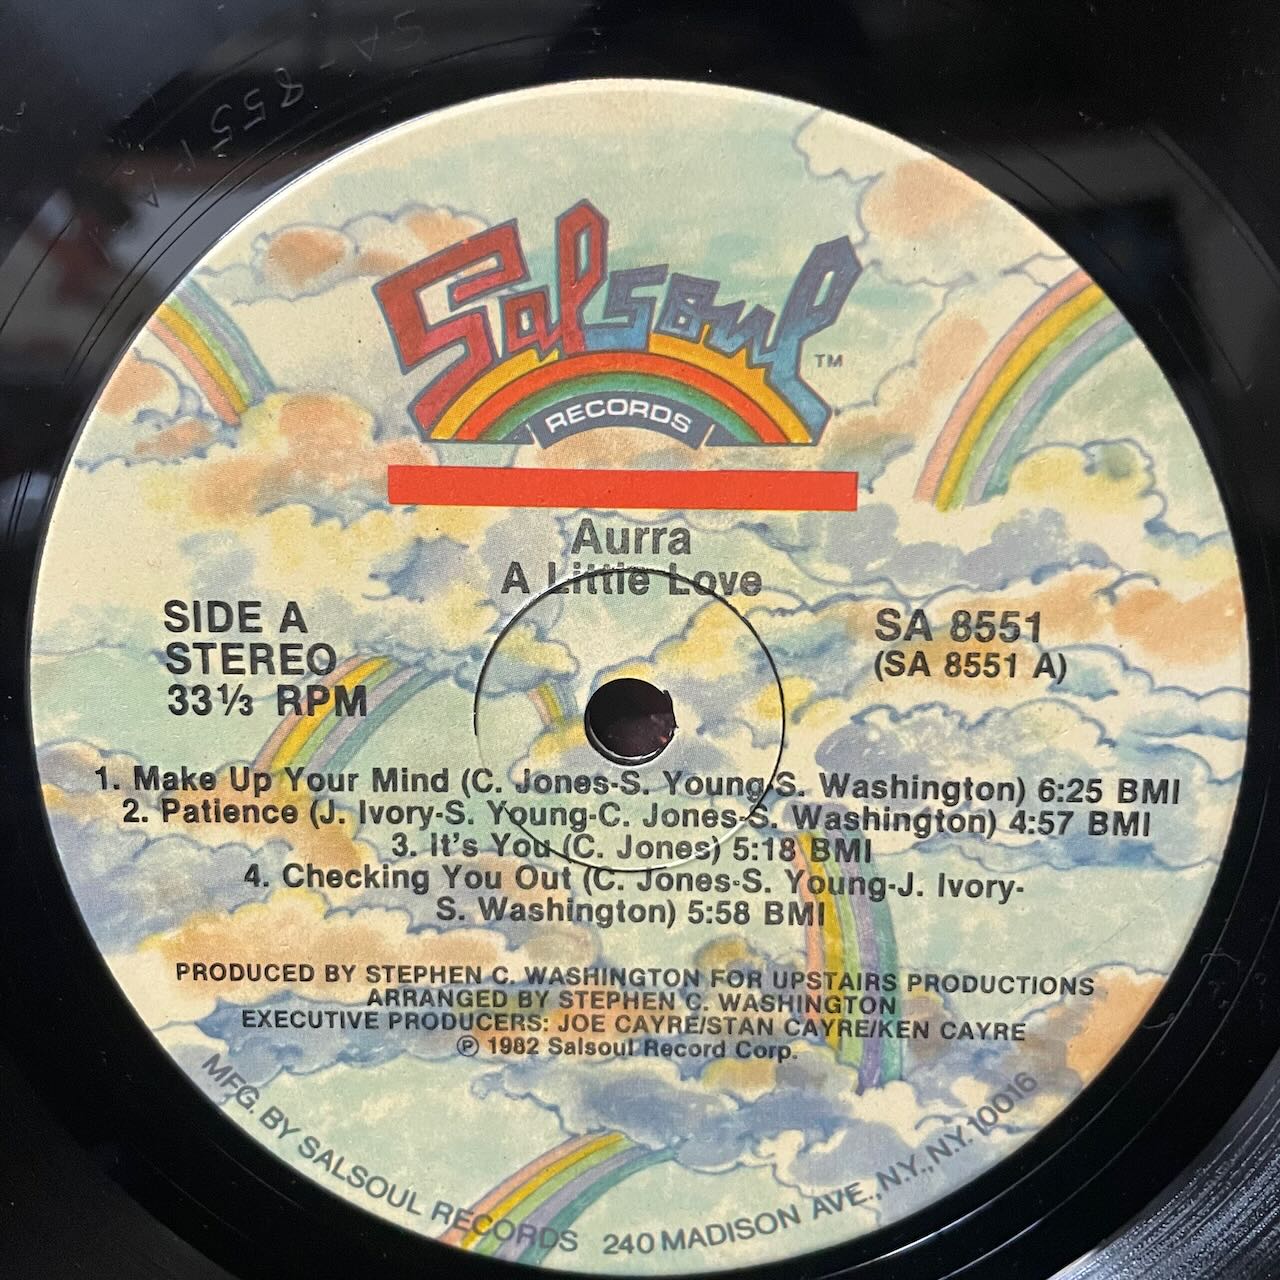 SA - 8551 A
Salsoul TM
RECORDS
Aurra
A Little Love
SIDE A
STEREO
33⅓ RPM
SA 8551
(SA 8551 A)
1. Make Up Your Mind (C. Jones-S. Young-S. Washington) 6:25 BMI
2. Patience (J. Ivory-S. Young-C. Jones-S. Washington) 4:57 BMI
3. It's You (C. Jones) 5:18 BMI
4. Checking You Out (C. Jones-S. Young-J. Ivory-
S. Washington) 5:58 BMI
PRODUCED BY STEPHEN C. WASHINGTON FOR UPSTAIRS PRODUCTIONS
ARRANGED BY STEPHEN C. WASHINGTON
EXECUTIVE PRODUCERS: JOE CAYRE/STAN CAYRE/KEN CAYRE
℗ 1982 Salsoul Record Corp.
MFG. BY SALSOUL RECORDS 240 MADISON AVE., N.Y., N.Y. 10016